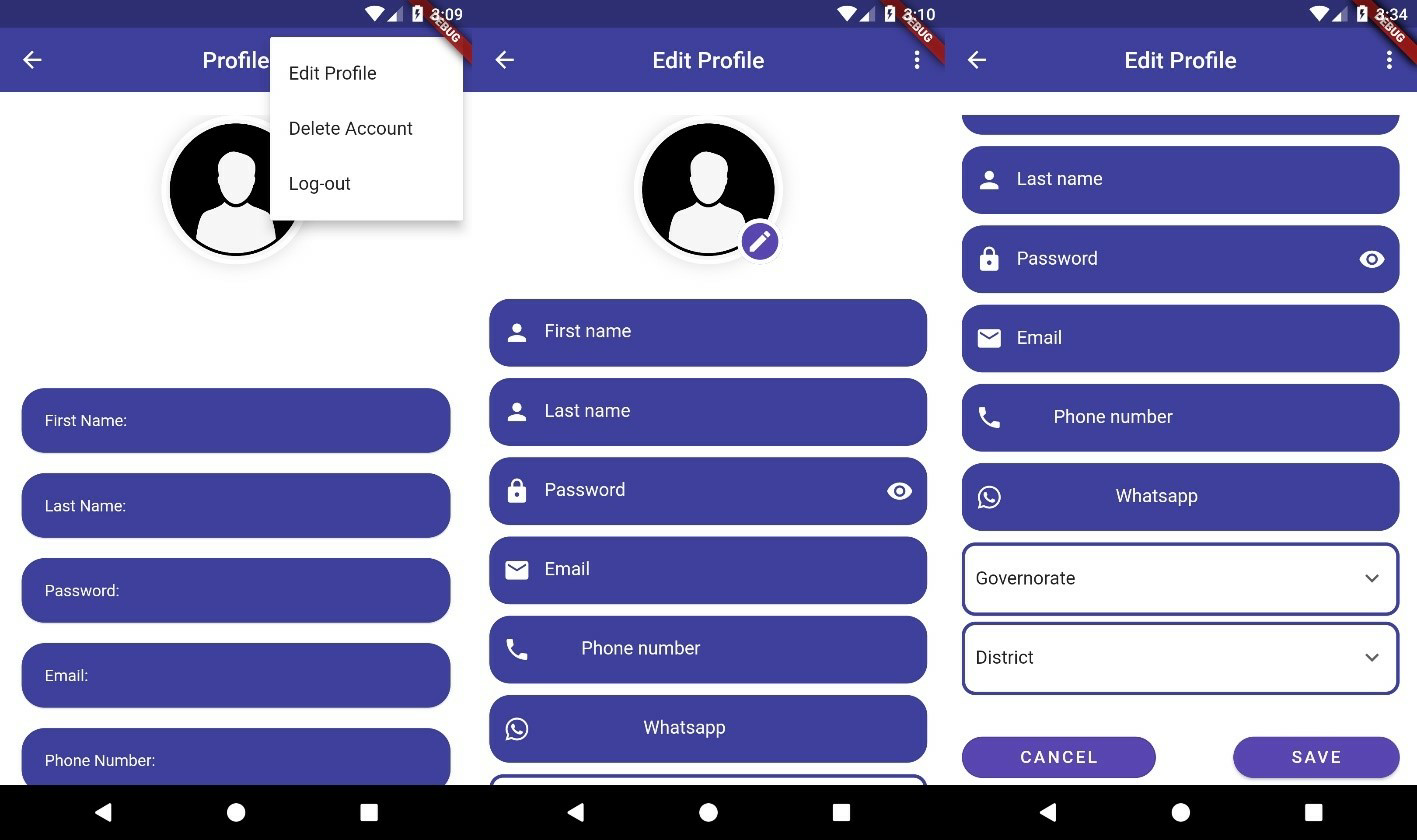 3:09
DEBUG
Profile
Edit Profile
Delete Account
Log-out
First Name:
Last Name:
Password:
Email:
Phone Number:
3:10
DEBUG
Edit Profile
First name
Last name
Password
Email
Phone number
Whatsapp
3:34
DEBUG
Edit Profile
Last name
Password
Email
Phone number
Whatsapp
Governorate
District
CANCEL
SAVE